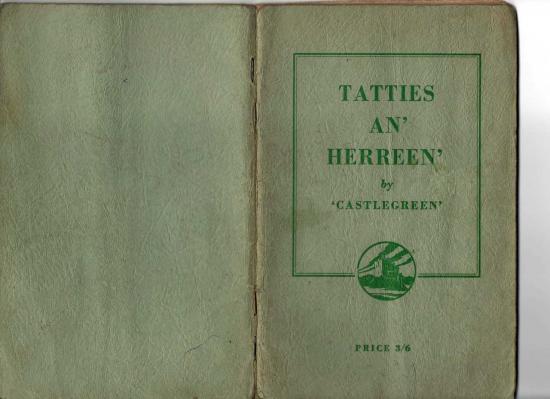 TATTIES
AN'
HERREEN'
by
'CASTLEGREEN'
PRICE 3/6